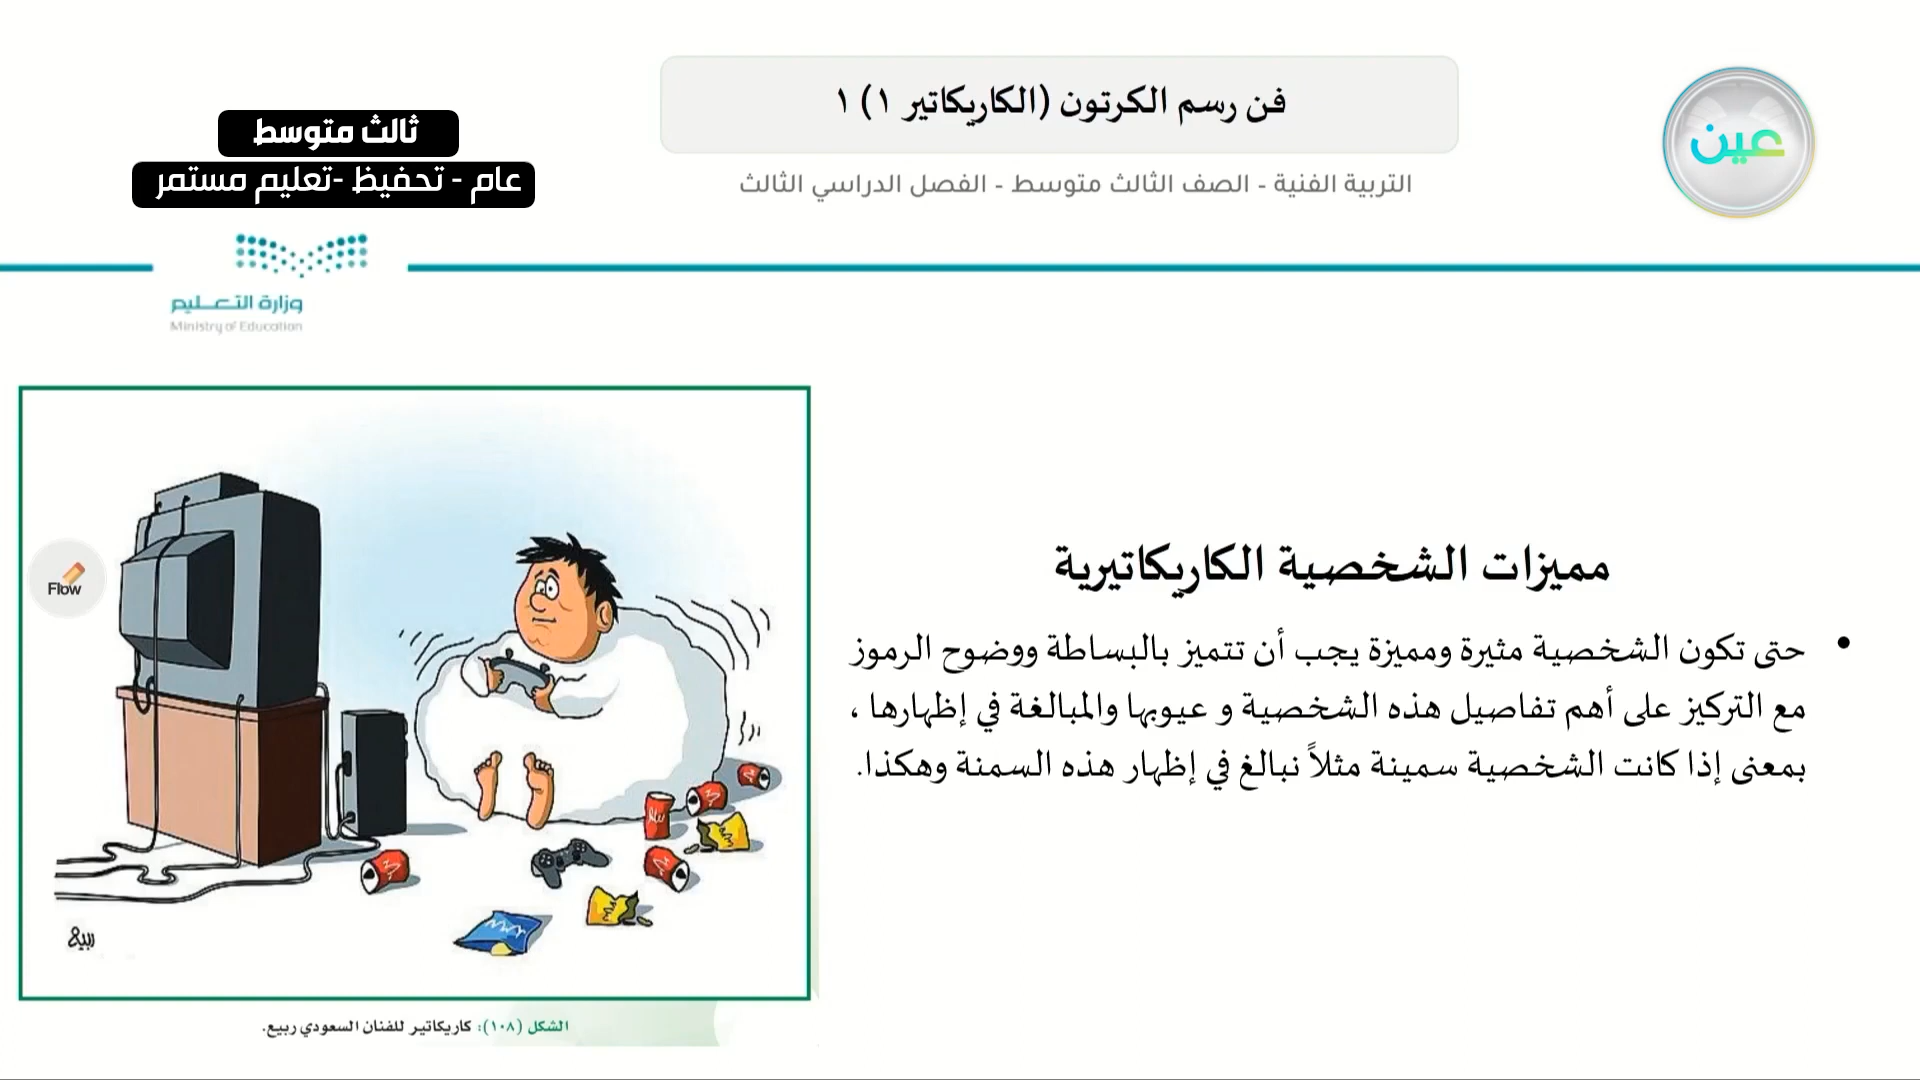 فن رسم الكرتون (الكاريكاتير ١) ١
التربية الفنية - الصف الثالث متوسط - الفصل الدراسي الثالث
عين
ثالث متوسط
عام - تحفيظ -تعليم مستمر
وزارة التعليم
Ministry of Education
مميزات الشخصية الكاريكاتيرية
• حتى تكون الشخصية مثيرة ومميزة يجب أن تتميز بالبساطة ووضوح الرموز
مع التركيز على أهم تفاصيل هذه الشخصية و عيوبها والمبالغة في إظهارها ،
بمعنى إذا كانت الشخصية سمينة مثلاً نبالغ في إظهار هذه السمنة وهكذا.
Flow
ربيع
الشكل (١٠٨): كاريكاتير للفنان السعودي ربيع.